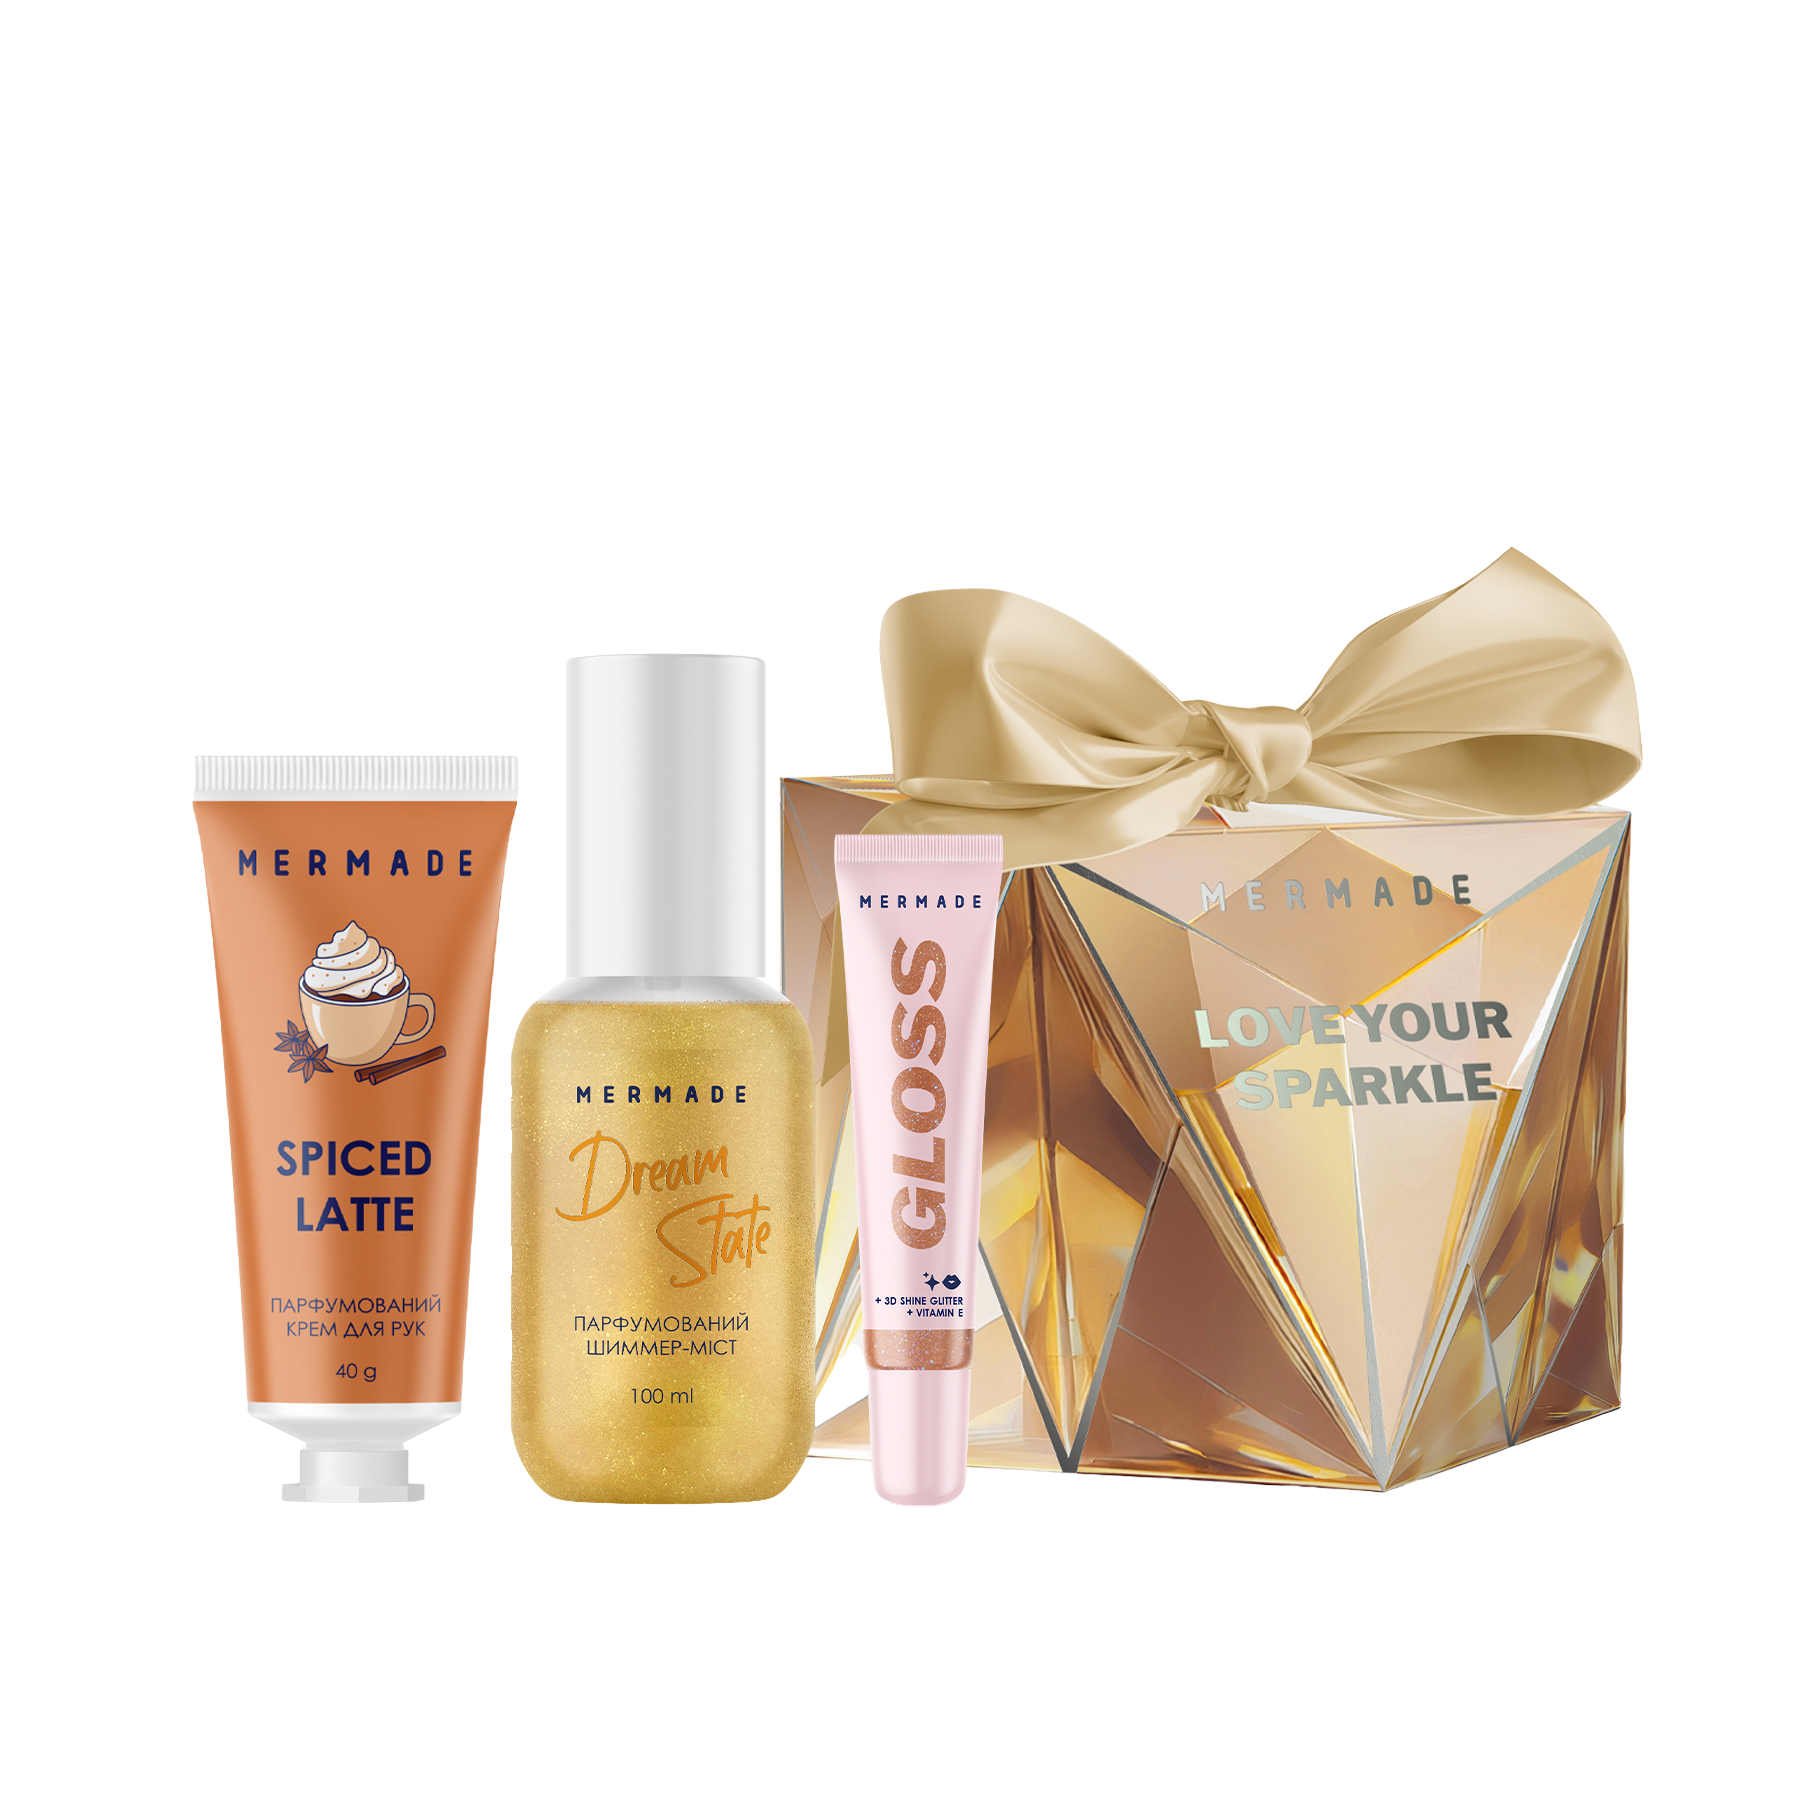 MERMADE
SPICED
LATTE
ПАРФУМОВАНИЙ
КРЕМ ДЛЯ РУК
40 g
MERMADE
Dream
State
ПАРФУМОВАНИЙ
ШИММЕР-МІСТ
100 ml
MERMADE
GLOSS
+ 3D SHINE GLITTER
+ VITAMIN E
MERMADE
LOVE YOUR
SPARKLE